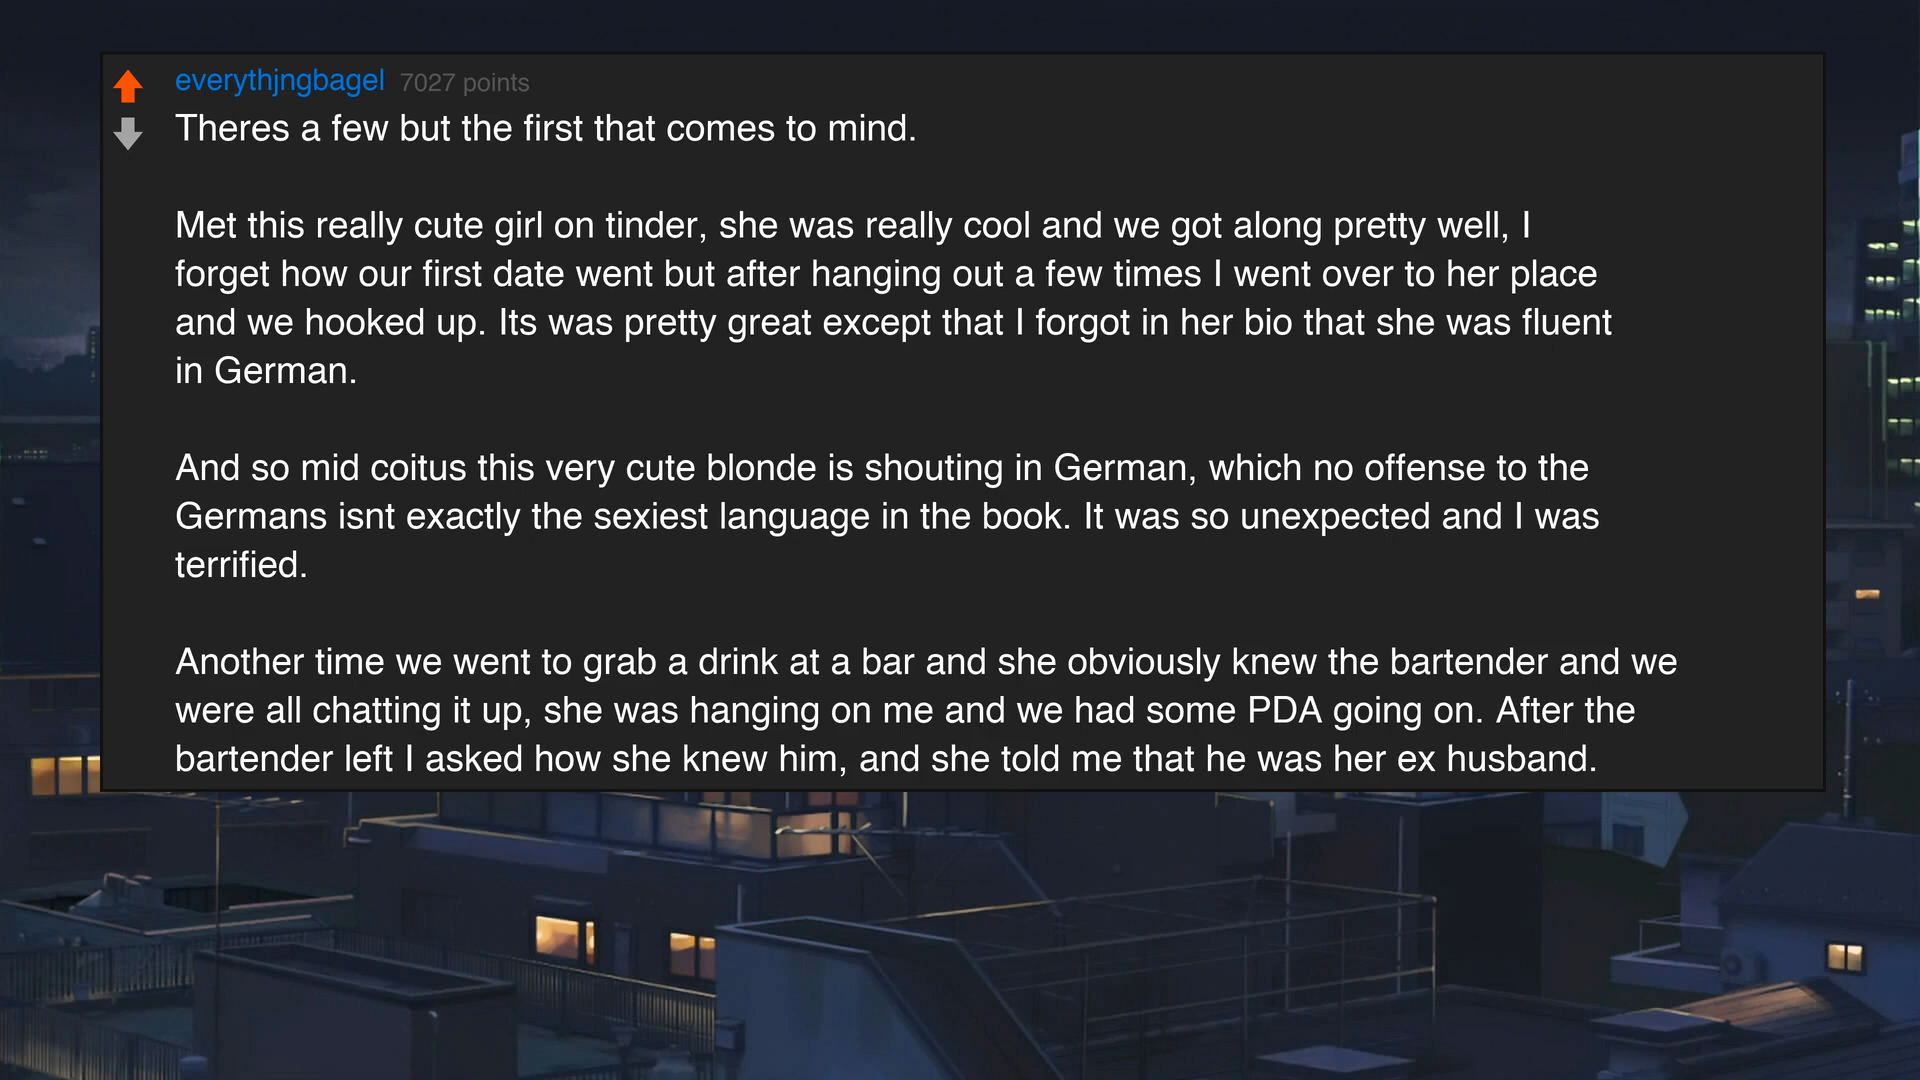 everythjngbagel 7027 points
Theres a few but the first that comes to mind.
Met this really cute girl on tinder, she was really cool and we got along pretty well, I
forget how our first date went but after hanging out a few times I went over to her place
and we hooked up. Its was pretty great except that I forgot in her bio that she was fluent
in German.
And so mid coitus this very cute blonde is shouting in German, which no offense to the
Germans isnt exactly the sexiest language in the book. It was so unexpected and I was
terrified.
Another time we went to grab a drink at a bar and she obviously knew the bartender and we
were all chatting it up, she was hanging on me and we had some PDA going on. After the
bartender left I asked how she knew him, and she told me that he was her ex husband.